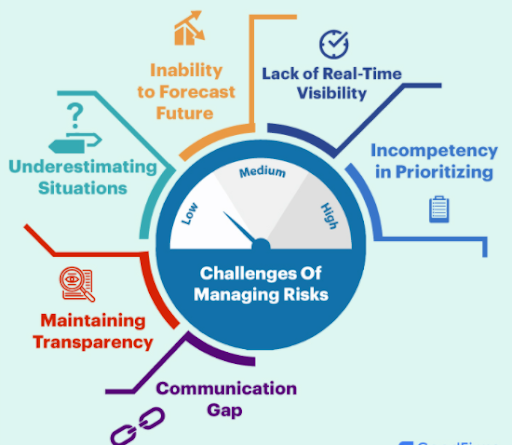 Inability
to Forecast
Future
Lack of Real-Time
Visibility
Underestimating
Situations
Incompetency
in Prioritizing
Low
Medium
High
Challenges Of
Managing Risks
Maintaining
Transparency
Communication
Gap